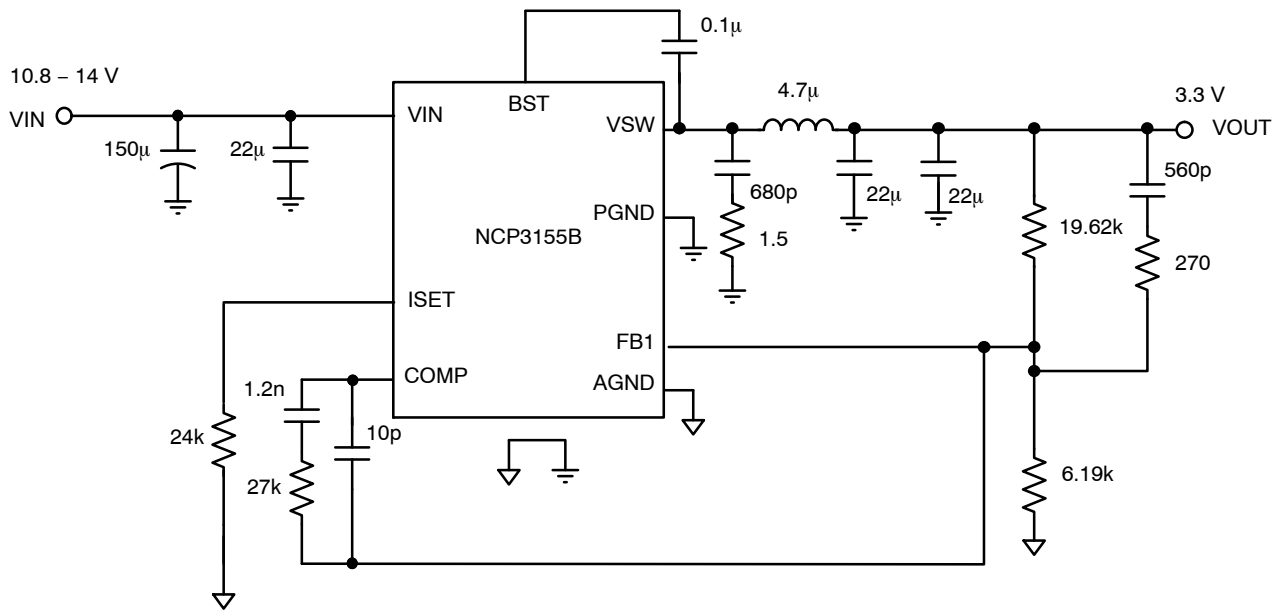 0.1μ
10.8 – 14 V
VIN
150μ
22μ
VIN
BST
VSW
4.7μ
3.3 V
VOUT
680p
1.5
22μ
22μ
560p
19.62k
270
PGND
NCP3155B
ISET
FB1
COMP
AGND
1.2n
10p
24k
27k
6.19k